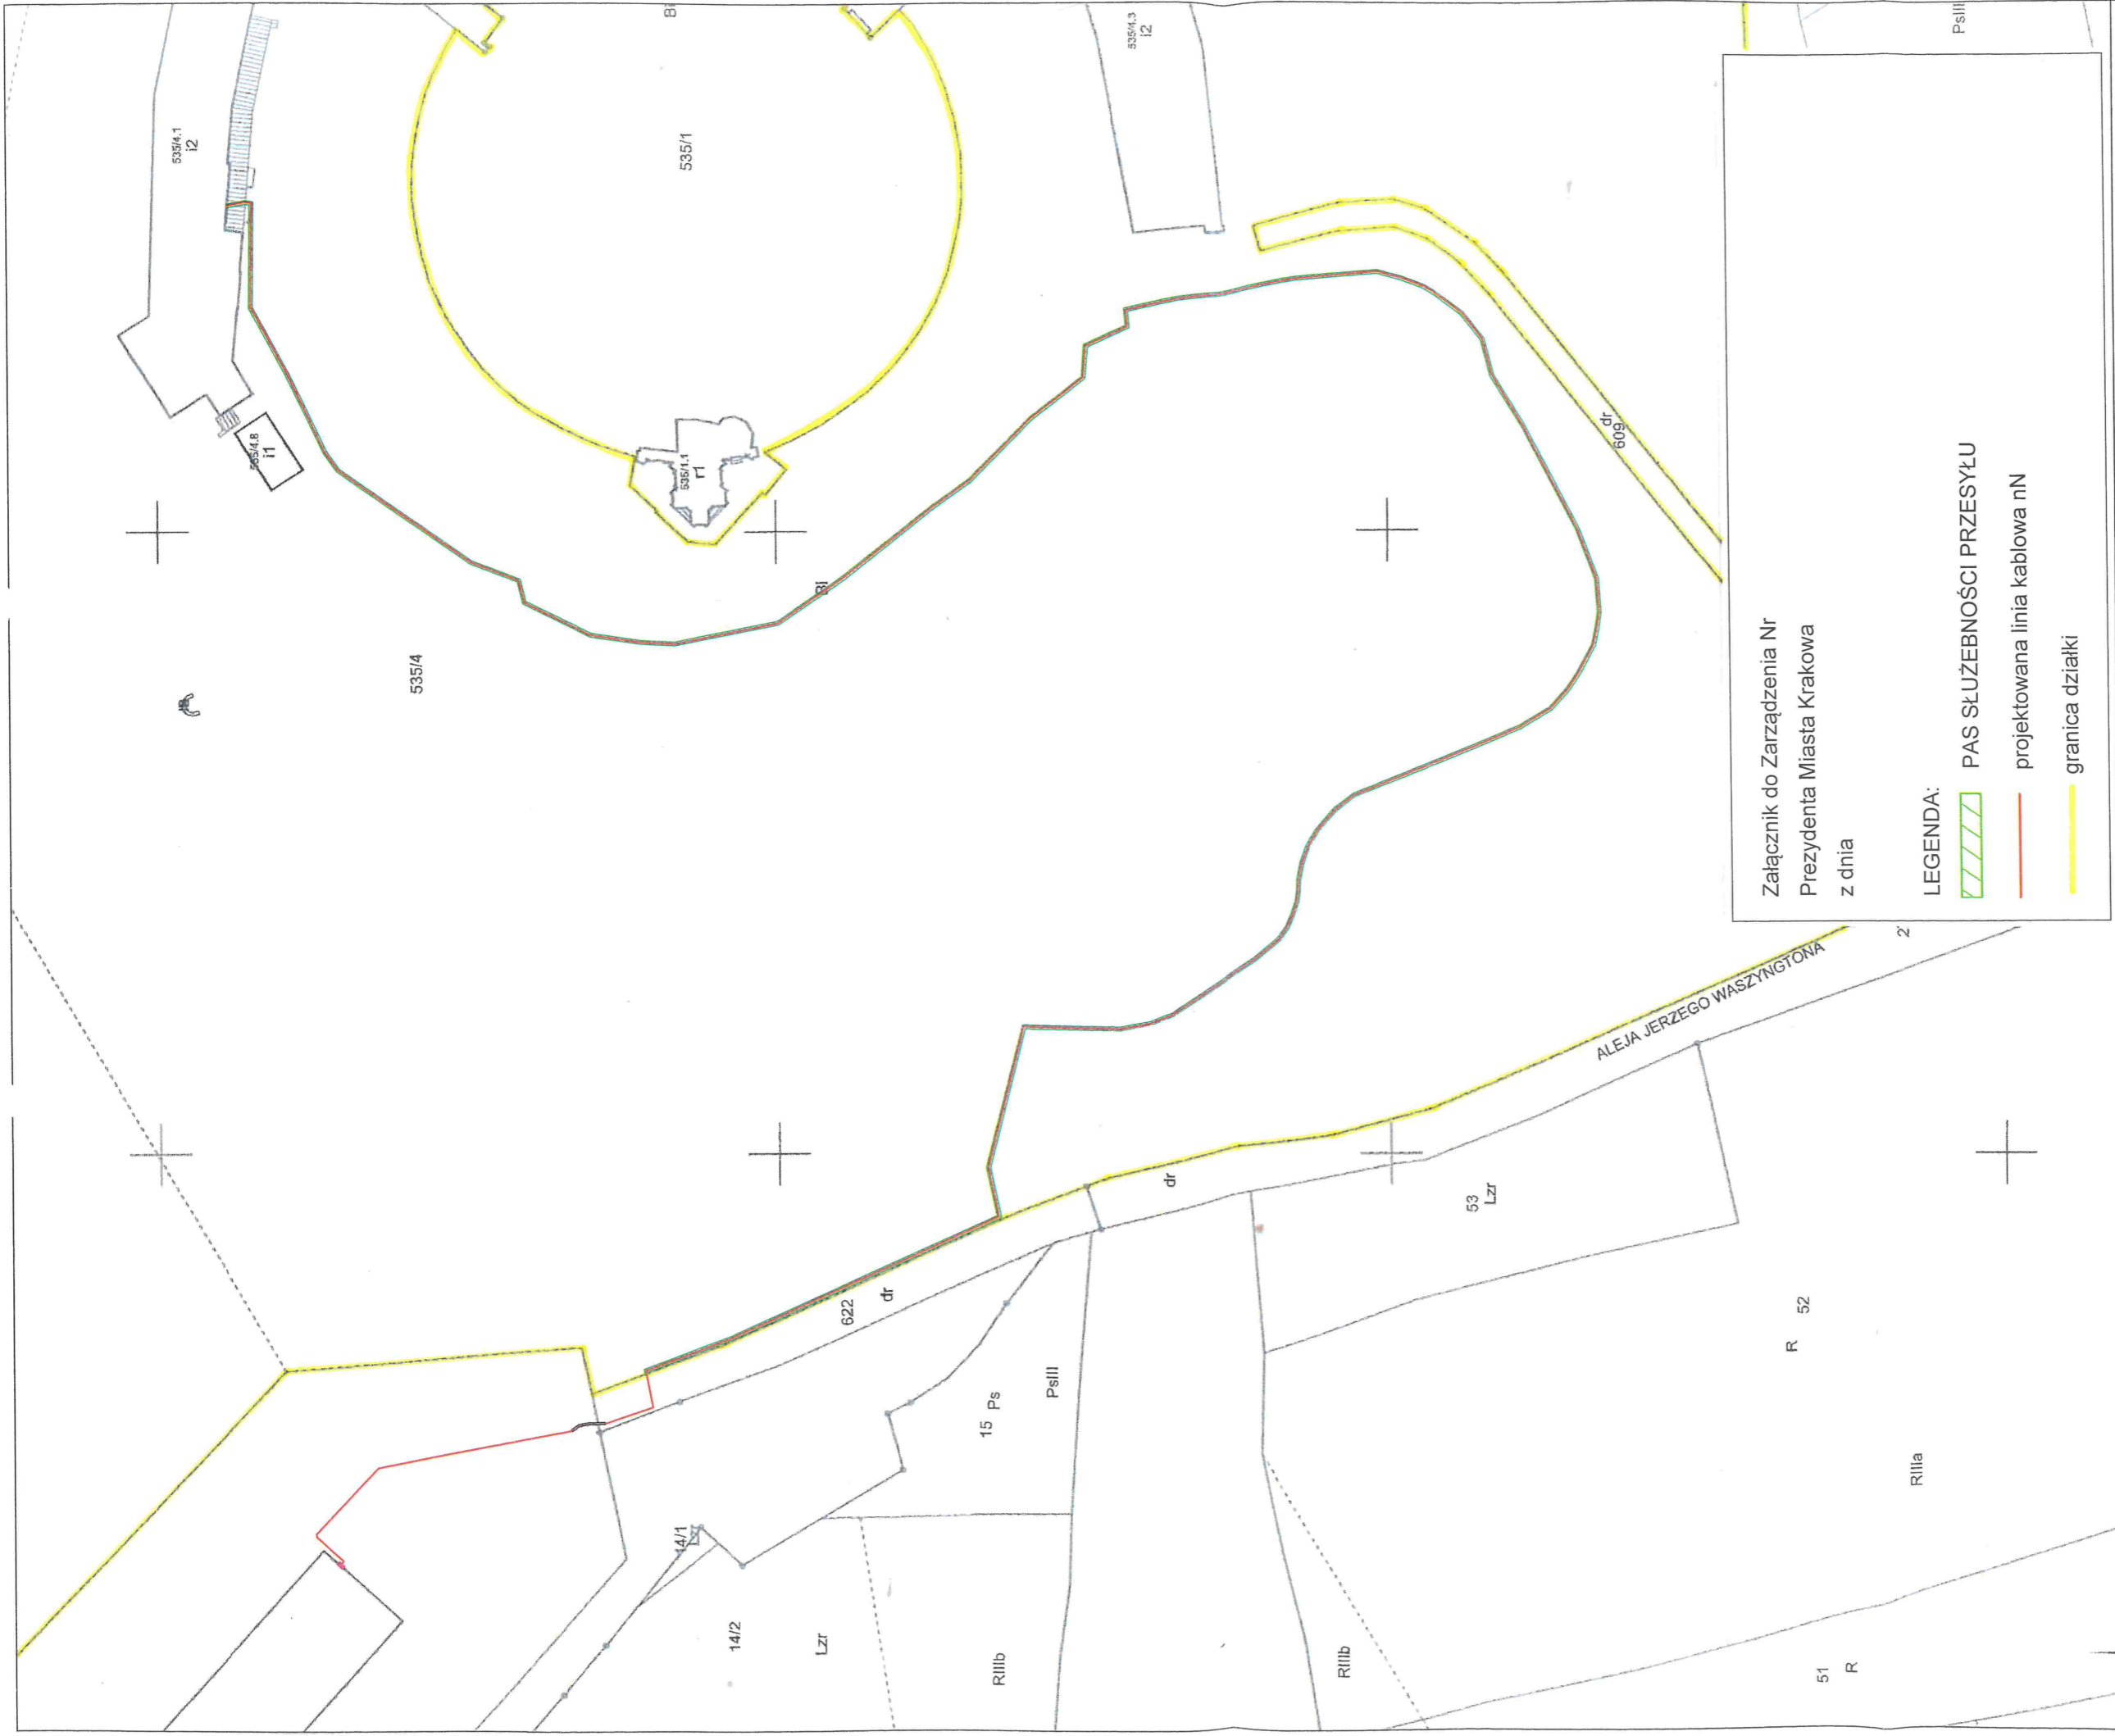 535/4.1
i2
Bi
535/4.3
i2
PsIII
535/1
535/4.8
i1
535/1.1
r1
Bi
535/4
dr
609
ALEJA JERZEGO WASZYNGTONA
622
dr
dr
53
Lzr
15
Ps
PsIII
52
R
14/1
14/2
Lzr
RIIIb
RIIIb
RIIIa
51
R
Załącznik do Zarządzenia Nr
Prezydenta Miasta Krakowa
z dnia
LEGENDA:
PAS SŁUŻEBNOŚCI PRZESYŁU
projektowana linia kablowa nN
granica działki